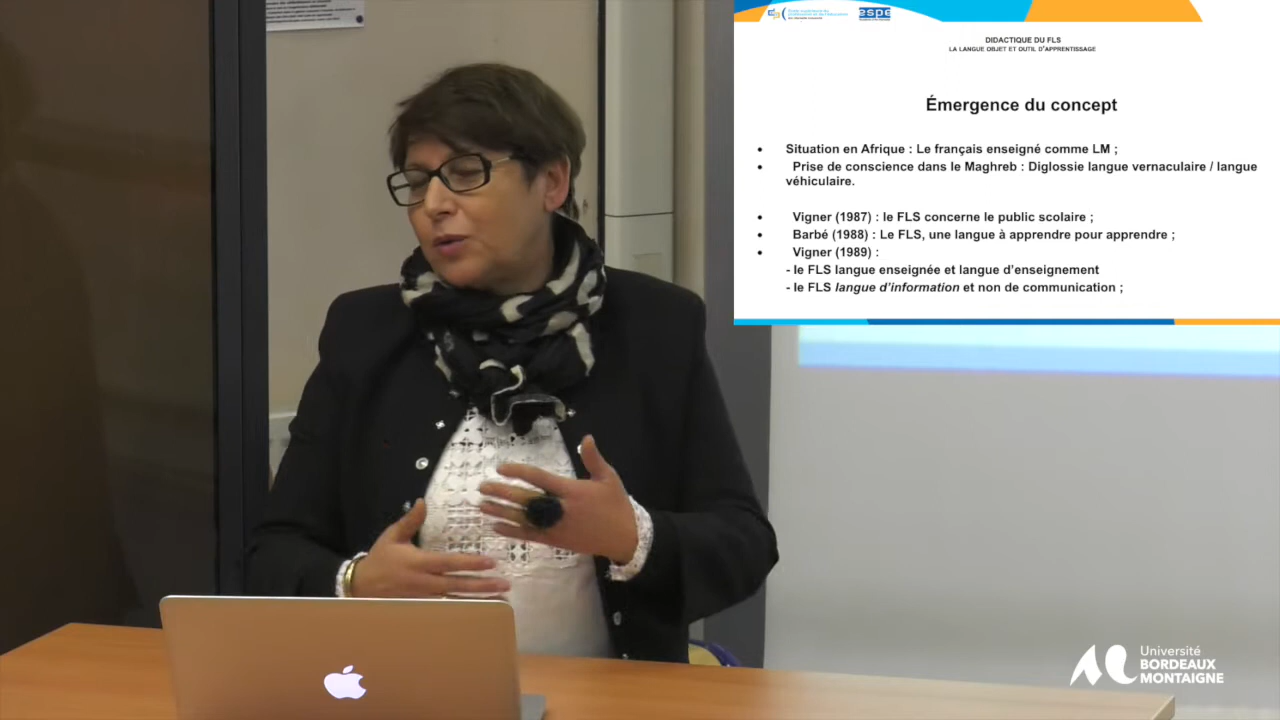 espe
DIDACTIQUE DU FLS
LA LANGUE OBJET ET OUTIL D'APPRENTISSAGE
Émergence du concept
• Situation en Afrique : Le français enseigné comme LM ;
• Prise de conscience dans le Maghreb : Diglossie langue vernaculaire / langue
véhiculaire.
• Vigner (1987) : le FLS concerne le public scolaire ;
• Barbé (1988) : Le FLS, une langue à apprendre pour apprendre ;
• Vigner (1989) :
- le FLS langue enseignée et langue d'enseignement
- le FLS langue d'information et non de communication ;
Université
BORDEAUX
MONTAIGNE